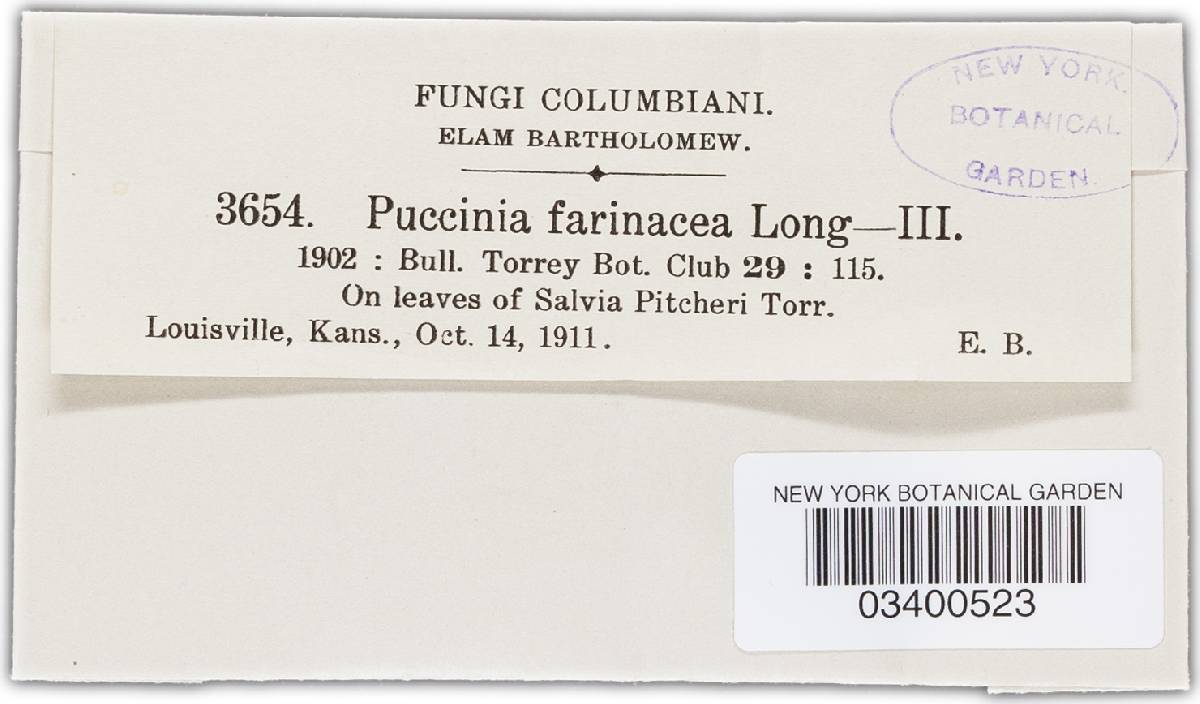 FUNGI COLUMBIANI.
ELAM BARTHOLOMEW.
NEW YORK.
BOTANICAL
GARDEN.
3654. Puccinia farinacea Long—III.
1902 : Bull. Torrey Bot. Club 29 : 115.
On leaves of Salvia Pitcheri Torr.
Louisville, Kans., Oct. 14, 1911. E. B.
NEW YORK BOTANICAL GARDEN
03400523